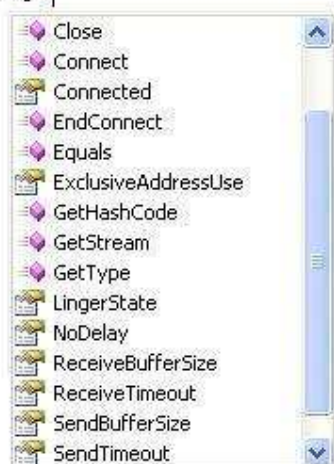 Close
Connect
Connected
EndConnect
Equals
ExclusiveAddressUse
GetHashCode
GetStream
GetType
LingerState
NoDelay
ReceiveBufferSize
ReceiveTimeout
SendBufferSize
SendTimeout